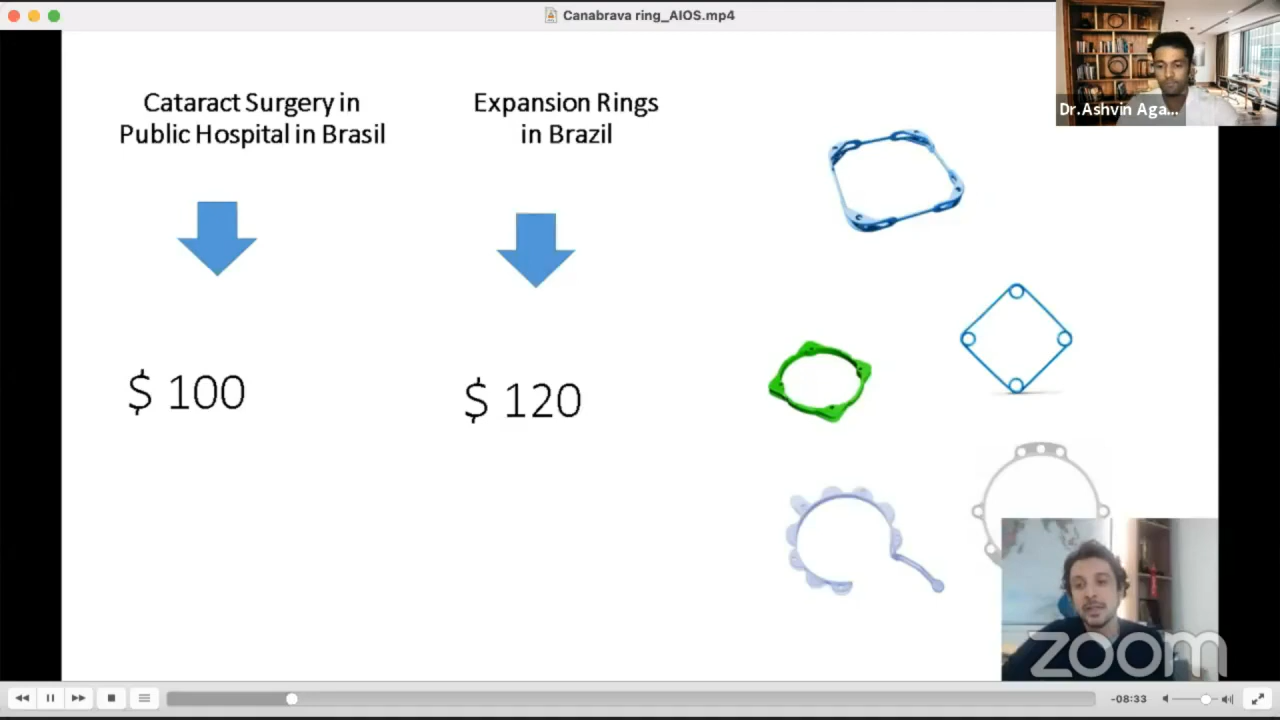 Canabrava ring_AIOS.mp4
Cataract Surgery in
Public Hospital in Brasil
Expansion Rings
in Brazil
$ 100
$ 120
Dr.Ashvin Aga...
zoom
-08:33